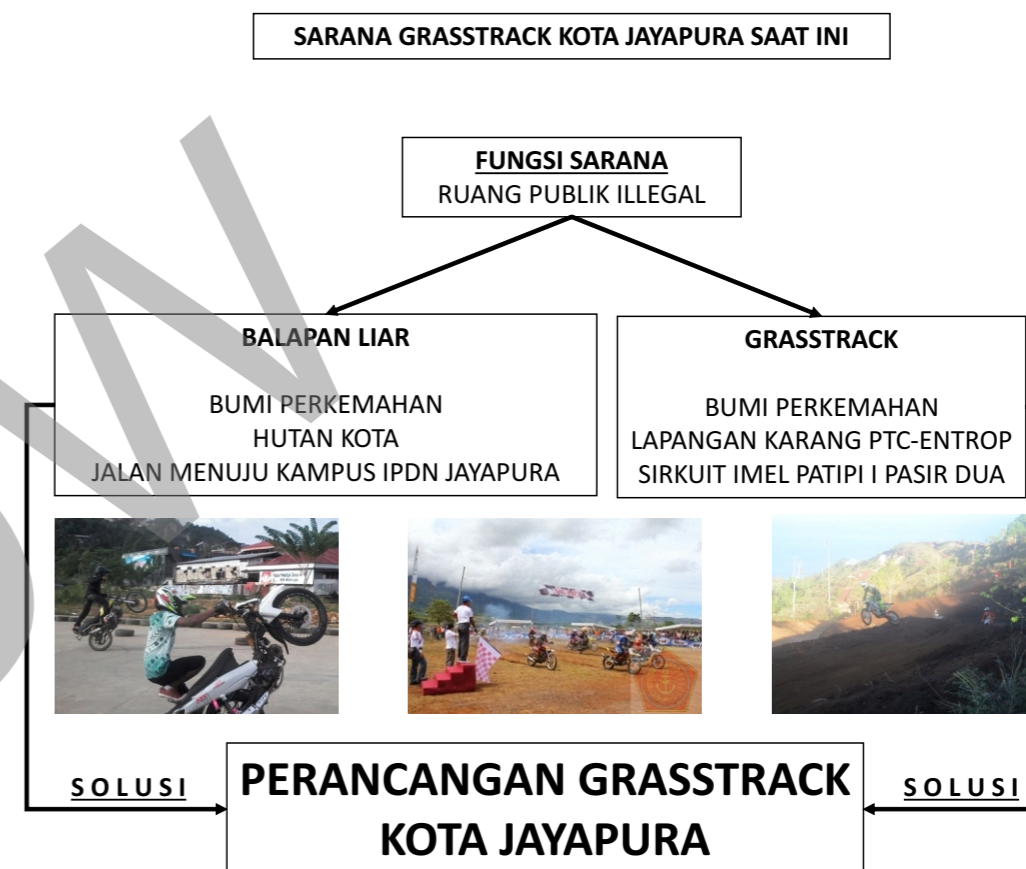 SARANA GRASSTRACK KOTA JAYAPURA SAAT INI
FUNGSI SARANA
RUANG PUBLIK ILLEGAL
BALAPAN LIAR
BUMI PERKEMAHAN
HUTAN KOTA
JALAN MENUJU KAMPUS IPDN JAYAPURA
GRASSTRACK
BUMI PERKEMAHAN
LAPANGAN KARANG PTC-ENTROP
SIRKUIT IMEL PATIPI I PASIR DUA
SOLUSI
PERANCANGAN GRASSTRACK
KOTA JAYAPURA
SOLUSI